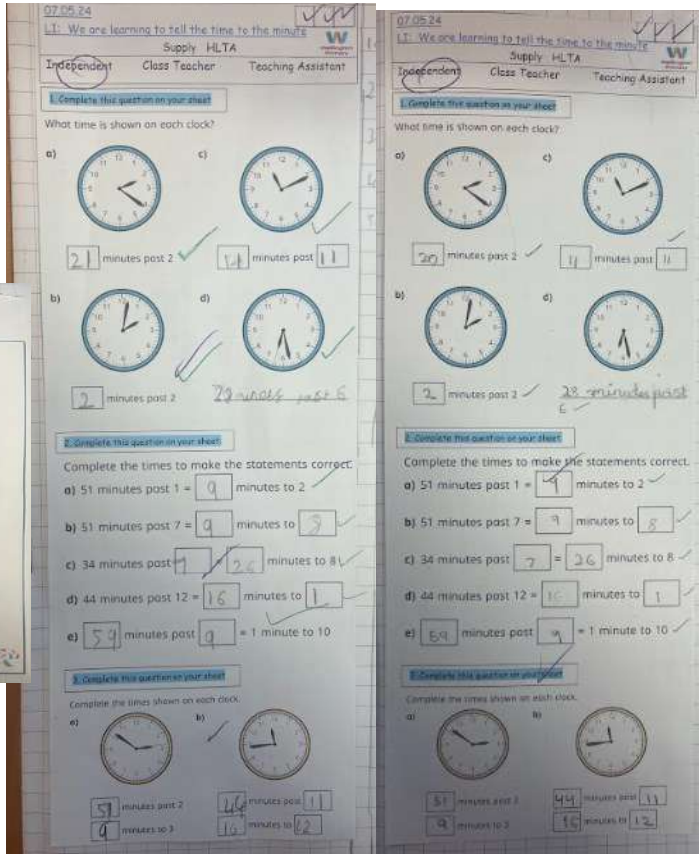 07.05.24
LI: We are learning to tell the time to the minute
Supply HLTA
Independent Class Teacher Teaching Assistant
1. Complete this question on your sheet
What time is shown on each clock?
a) c)
21 minutes past 2 minutes past 11
b) d)
2 minutes past 2 past 6
2. Complete this question on your sheet
Complete the times to make the statements correct.
a) 51 minutes past 1 = 9 minutes to 2
b) 51 minutes past 7 = 9 minutes to 8
c) 34 minutes past 7 = 26 minutes to 8
d) 44 minutes past 12 = 16 minutes to 1
e) 59 minutes past 9 = 1 minute to 10
3. Complete this question on your sheet
Complete the times shown on each clock.
a) b)
51 minutes past 2 44 minutes past 11
9 minutes to 3 16 minutes to 12
07.05.24
LI: We are learning to tell the time to the minute
Supply HLTA
Independent Class Teacher Teaching Assistant
1. Complete this question on your sheet
What time is shown on each clock?
a) c)
20 minutes past 2 11 minutes past 11
b) d)
2 minutes past 2 28 minutes past
6
2. Complete this question on your sheet
Complete the times to make the statements correct.
a) 51 minutes past 1 = 9 minutes to 2
b) 51 minutes past 7 = 9 minutes to 8
c) 34 minutes past 7 = 26 minutes to 8
d) 44 minutes past 12 = 16 minutes to 1
e) 59 minutes past 9 = 1 minute to 10
3. Complete this question on your sheet
Complete the times shown on each clock.
a) b)
51 minutes past 2 44 minutes past 11
9 minutes to 3 16 minutes to 12